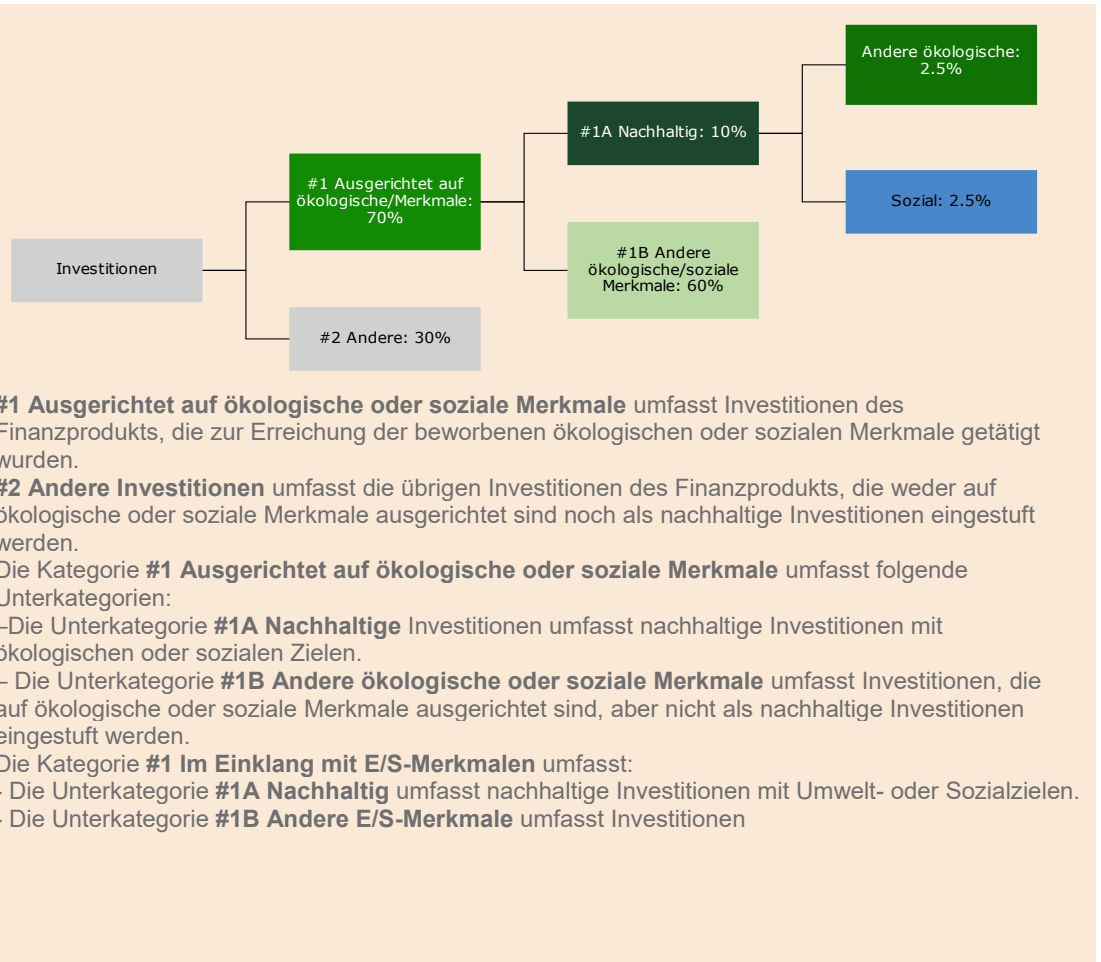 Andere ökologische:
2.5%
#1A Nachhaltig: 10%
#1 Ausgerichtet auf
ökologische/Merkmale:
70%
Sozial: 2.5%
Investitionen
#1B Andere
ökologische/soziale
Merkmale: 60%
#2 Andere: 30%
#1 Ausgerichtet auf ökologische oder soziale Merkmale umfasst Investitionen des
Finanzprodukts, die zur Erreichung der beworbenen ökologischen oder sozialen Merkmale getätigt
wurden.
#2 Andere Investitionen umfasst die übrigen Investitionen des Finanzprodukts, die weder auf
ökologische oder soziale Merkmale ausgerichtet sind noch als nachhaltige Investitionen eingestuft
werden.
Die Kategorie #1 Ausgerichtet auf ökologische oder soziale Merkmale umfasst folgende
Unterkategorien:
–Die Unterkategorie #1A Nachhaltige Investitionen umfasst nachhaltige Investitionen mit
ökologischen oder sozialen Zielen.
– Die Unterkategorie #1B Andere ökologische oder soziale Merkmale umfasst Investitionen, die
auf ökologische oder soziale Merkmale ausgerichtet sind, aber nicht als nachhaltige Investitionen
eingestuft werden.
Die Kategorie #1 Im Einklang mit E/S-Merkmalen umfasst:
- Die Unterkategorie #1A Nachhaltig umfasst nachhaltige Investitionen mit Umwelt- oder Sozialzielen.
- Die Unterkategorie #1B Andere E/S-Merkmale umfasst Investitionen